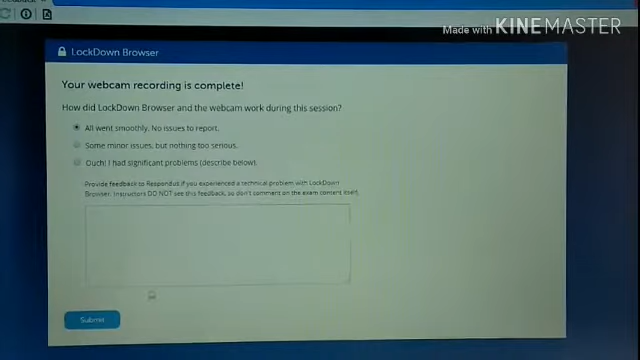 Made with KINEMASTER
LockDown Browser
Your webcam recording is complete!
How did LockDown Browser and the webcam work during this session?
All went smoothly. No issues to report.
Some minor issues, but nothing too serious.
Ouch! I had significant problems (describe below).
Provide feedback to Respondus if you experienced a technical problem with LockDown
Browser. Instructors DO NOT see this feedback, so don't comment on the exam content itself.
Submit